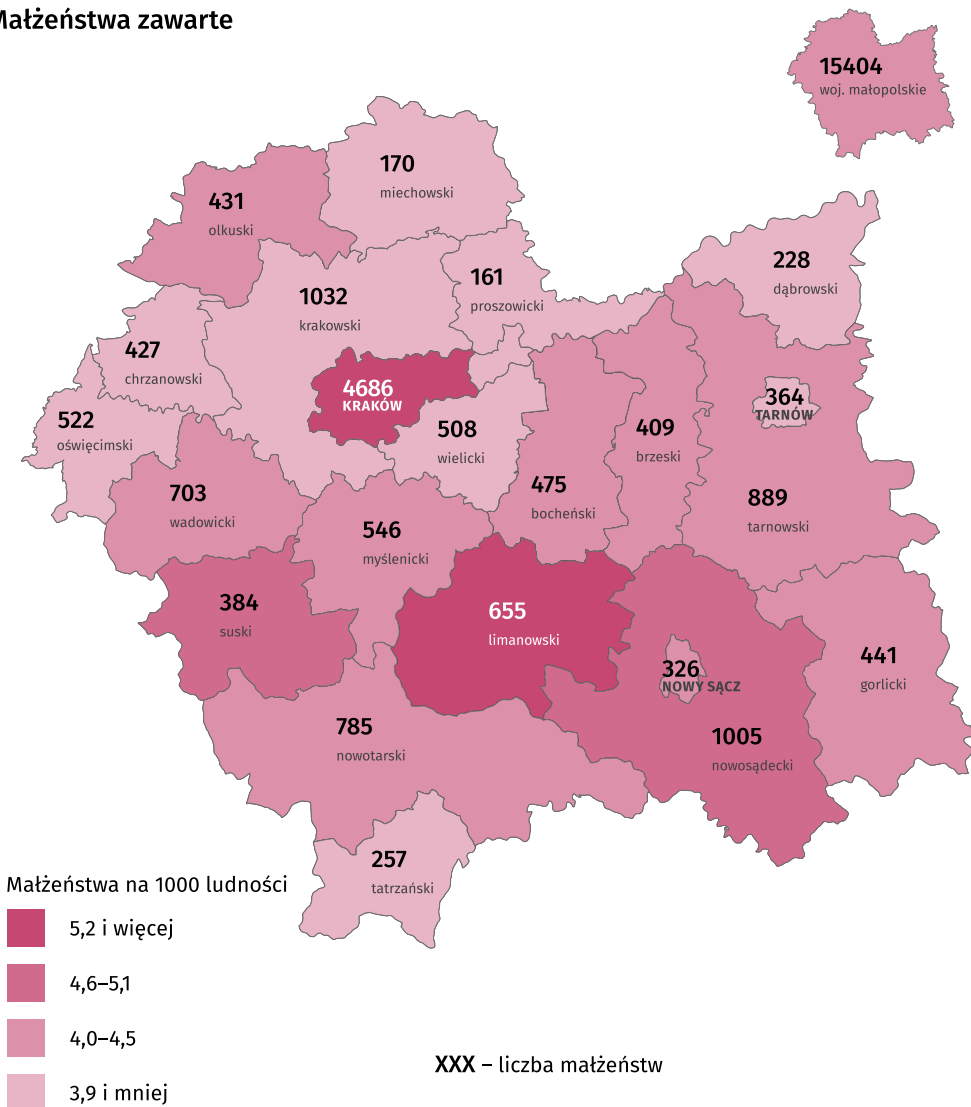 Małżeństwa zawarte
15404
woj. małopolskie
170
miechowski
431
olkuski
228
dąbrowski
161
proszowicki
1032
krakowski
427
chrzanowski
4686
KRAKÓW
364
TARNÓW
522
oświęcimski
508
wielicki
409
brzeski
475
bocheński
703
wadowicki
889
tarnowski
546
myślenicki
384
suski
655
limanowski
326
NOWY SĄCZ
441
gorlicki
785
nowotarski
1005
nowosądecki
257
tatrzański
Małżeństwa na 1000 ludności
5,2 i więcej
4,6–5,1
4,0–4,5
3,9 i mniej
XXX – liczba małżeństw